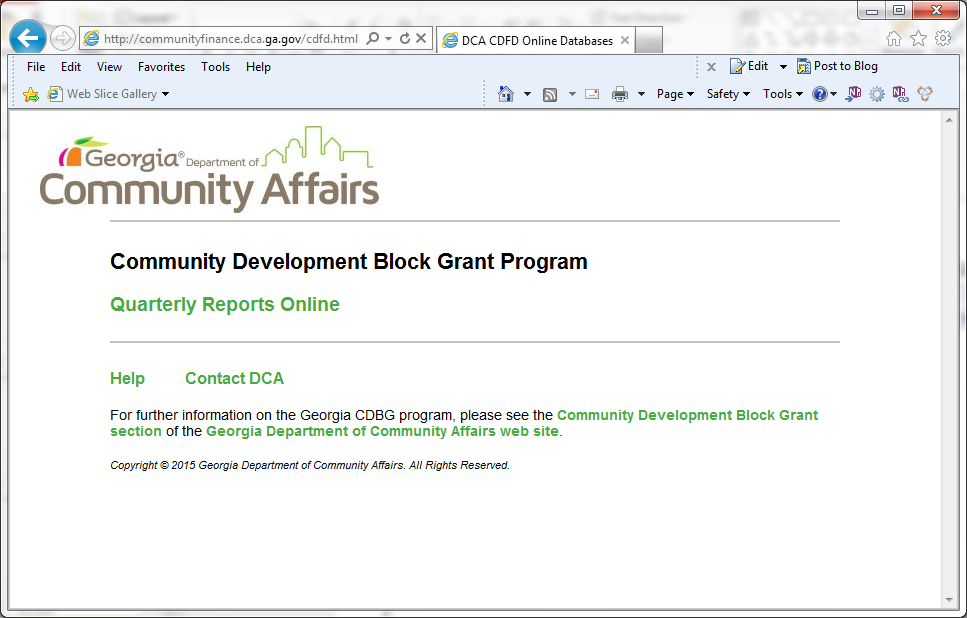 http://communityfinance.dca.ga.gov/cdfd.html
DCA CDFD Online Databases
File Edit View Favorites Tools Help
Edit Post to Blog
Web Slice Gallery
Page Safety Tools
Georgia® Department of
Community Affairs
Community Development Block Grant Program
Quarterly Reports Online
Help Contact DCA
For further information on the Georgia CDBG program, please see the Community Development Block Grant
section of the Georgia Department of Community Affairs web site.
Copyright © 2015 Georgia Department of Community Affairs. All Rights Reserved.